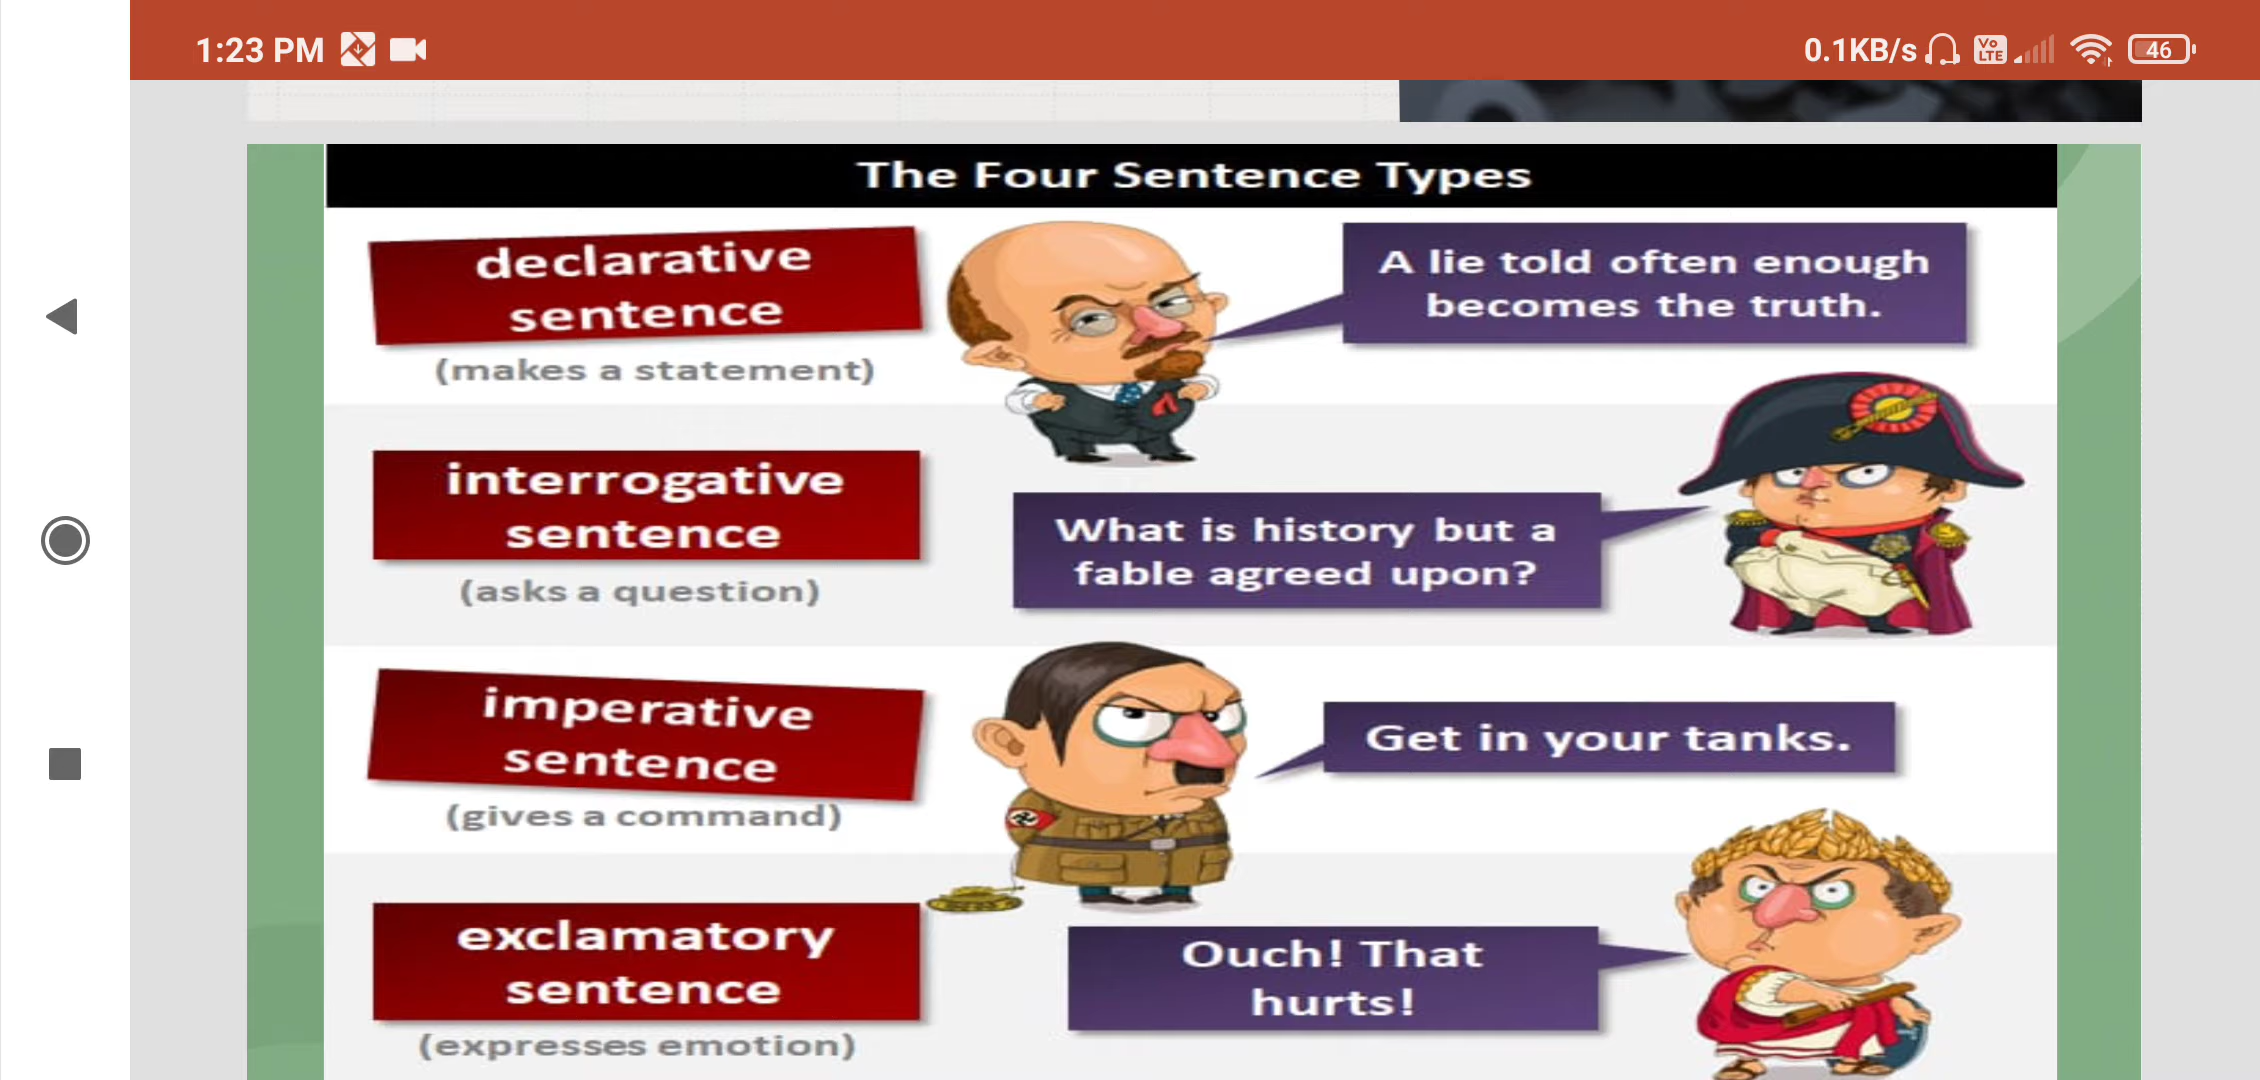 1:23 PM
0.1KB/s Vo LTE 46
The Four Sentence Types
declarative
sentence
(makes a statement)
A lie told often enough
becomes the truth.
interrogative
sentence
(asks a question)
What is history but a
fable agreed upon?
imperative
sentence
(gives a command)
Get in your tanks.
exclamatory
sentence
(expresses emotion)
Ouch! That
hurts!